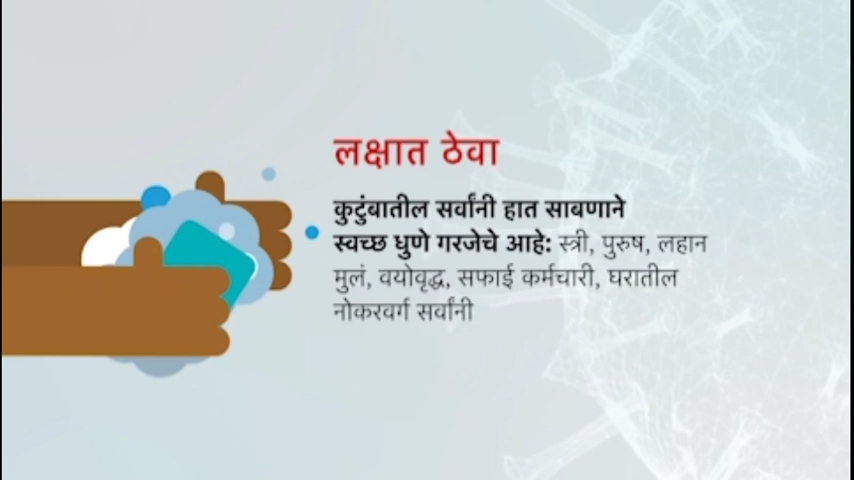 लक्षात ठेवा
कुटुंबातील सर्वांनी हात साबणाने
स्वच्छ धुणे गरजेचे आहे: स्त्री, पुरुष, लहान
मुलं, वयोवृद्ध, सफाई कर्मचारी, घरातील
नोकरवर्ग सर्वांनी